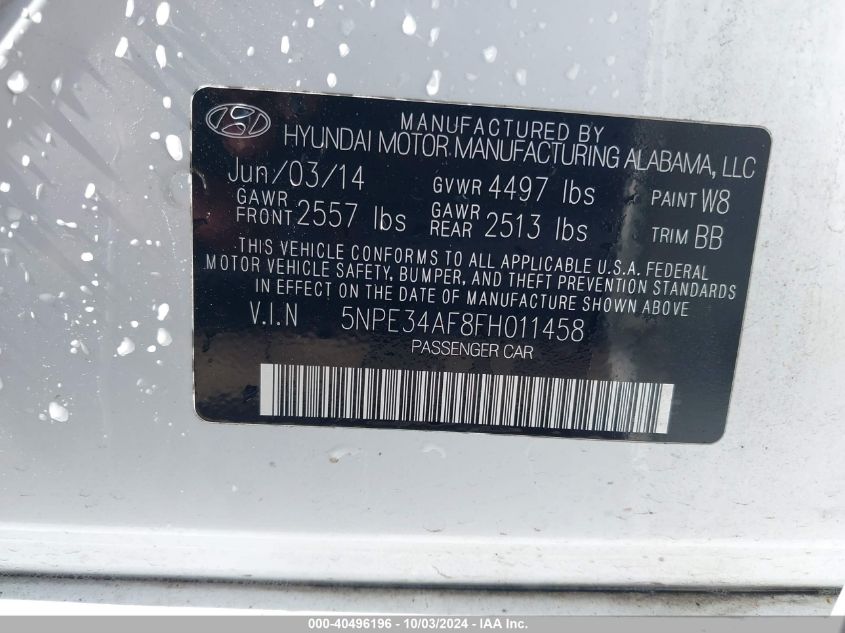 MANUFACTURED BY
HYUNDAI MOTOR MANUFACTURING ALABAMA, LLC
Jun/03/14 GVWR 4497 lbs PAINT W8
GAWR FRONT 2557 lbs GAWR REAR 2513 lbs TRIM BB
THIS VEHICLE CONFORMS TO ALL APPLICABLE U.S.A. FEDERAL
MOTOR VEHICLE SAFETY, BUMPER, AND THEFT PREVENTION STANDARDS
IN EFFECT ON THE DATE OF MANUFACTURE SHOWN ABOVE.
V.I.N 5NPE34AF8FH011458
PASSENGER CAR
000-40496196 - 10/03/2024 - IAA Inc.